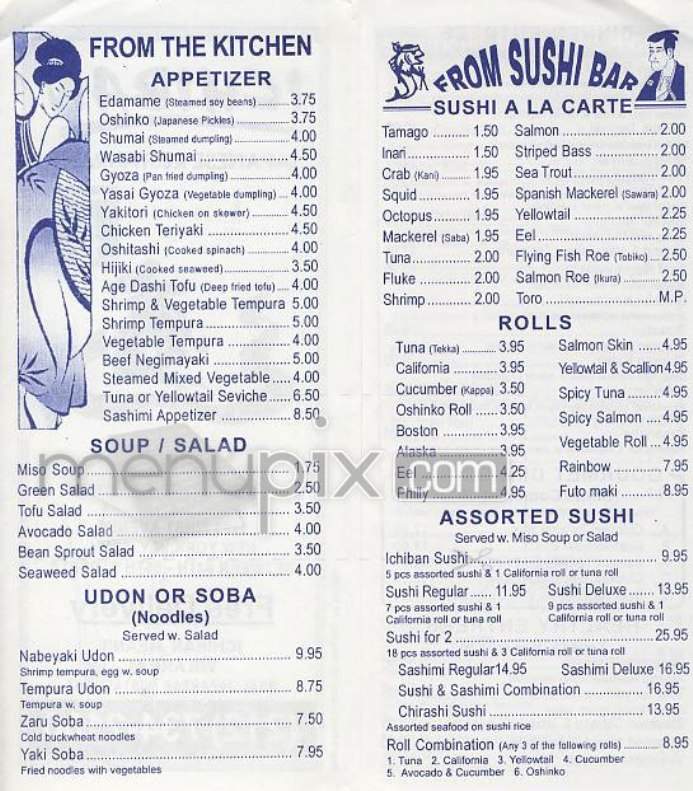 FROM THE KITCHEN
APPETIZER
Edamame (Steamed soy beans) .......... 3.75
Oshinko (Japanese Pickles) .......... 3.75
Shumai (Steamed dumpling) .......... 4.00
Wasabi Shumai .......... 4.50
Gyoza (Pan fried dumpling) .......... 4.00
Yasai Gyoza (Vegetable dumpling) ... 4.00
Yakitori (Chicken on skewer) .......... 4.50
Chicken Teriyaki .......... 4.50
Oshitashi (Cooked spinach) .......... 4.00
Hijiki (Cooked seaweed) .......... 3.50
Age Dashi Tofu (Deep fried tofu) .... 4.00
Shrimp & Vegetable Tempura 5.00
Shrimp Tempura .......... 5.00
Vegetable Tempura .......... 4.00
Beef Negimayaki .......... 5.00
Steamed Mixed Vegetable ..... 4.00
Tuna or Yellowtail Seviche ..... 6.50
Sashimi Appetizer .......... 8.50
SOUP / SALAD
Miso Soup .......... 1.75
Green Salad .......... 2.50
Tofu Salad .......... 3.50
Avocado Salad .......... 4.00
Bean Sprout Salad .......... 3.50
Seaweed Salad .......... 4.00
UDON OR SOBA
(Noodles)
Served w. Salad
Nabeyaki Udon .......... 9.95
Shrimp tempura, egg w. soup
Tempura Udon .......... 8.75
Tempura w. soup
Zaru Soba .......... 7.50
Cold buckwheat noodles
Yaki Soba .......... 7.95
Fried noodles with vegetables
FROM SUSHI BAR
SUSHI A LA CARTE
Tamago .......... 1.50 Salmon .......... 2.00
Inari .......... 1.50 Striped Bass .......... 2.00
Crab (Kani) .......... 1.95 Sea Trout .......... 2.00
Squid .......... 1.95 Spanish Mackerel (Sawara) 2.00
Octopus .......... 1.95 Yellowtail .......... 2.25
Mackerel (Saba) 1.95 Eel .......... 2.25
Tuna .......... 2.00 Flying Fish Roe (Tobiko) ... 2.50
Fluke .......... 2.00 Salmon Roe (Ikura) .......... 2.50
Shrimp .......... 2.00 Toro .......... M.P.
ROLLS
Tuna (Tekka) .......... 3.95 Salmon Skin ..... 4.95
California .......... 3.95 Yellowtail & Scallion 4.95
Cucumber (Kappa) 3.50 Spicy Tuna .......... 4.95
Oshinko Roll ...... 3.50 Spicy Salmon .... 4.95
Boston .......... 3.95 Vegetable Roll ... 4.95
Alaska .......... 3.95 Rainbow .......... 7.95
Eel .......... 4.25 Futo maki .......... 8.95
Philly .......... 4.95
menupix.com
ASSORTED SUSHI
Served w. Miso Soup or Salad
Ichiban Sushi .......... 9.95
5 pcs assorted sushi & 1 California roll or tuna roll
Sushi Regular ...... 11.95 Sushi Deluxe ...... 13.95
7 pcs assorted sushi & 1 9 pcs assorted sushi & 1
California roll or tuna roll California roll or tuna roll
Sushi for 2 .......... 25.95
18 pcs assorted sushi & 3 California roll or tuna roll
Sashimi Regular14.95 Sashimi Deluxe 16.95
Sushi & Sashimi Combination .......... 16.95
Chirashi Sushi .......... 13.95
Assorted seafood on sushi rice
Roll Combination (Any 3 of the following rolls) .......... 8.95
1. Tuna 2. California 3. Yellowtail 4. Cucumber
5. Avocado & Cucumber 6. Oshinko